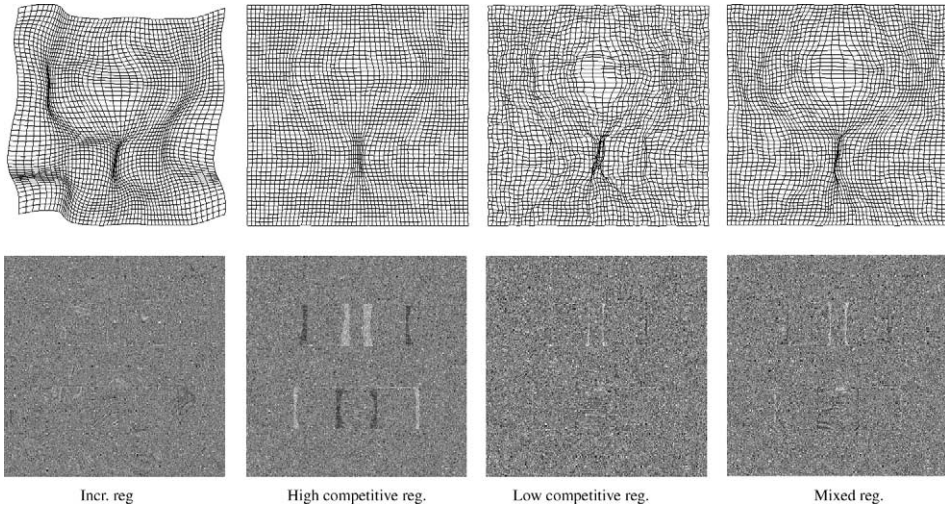 Incr. reg
High competitive reg.
Low competitive reg.
Mixed reg.